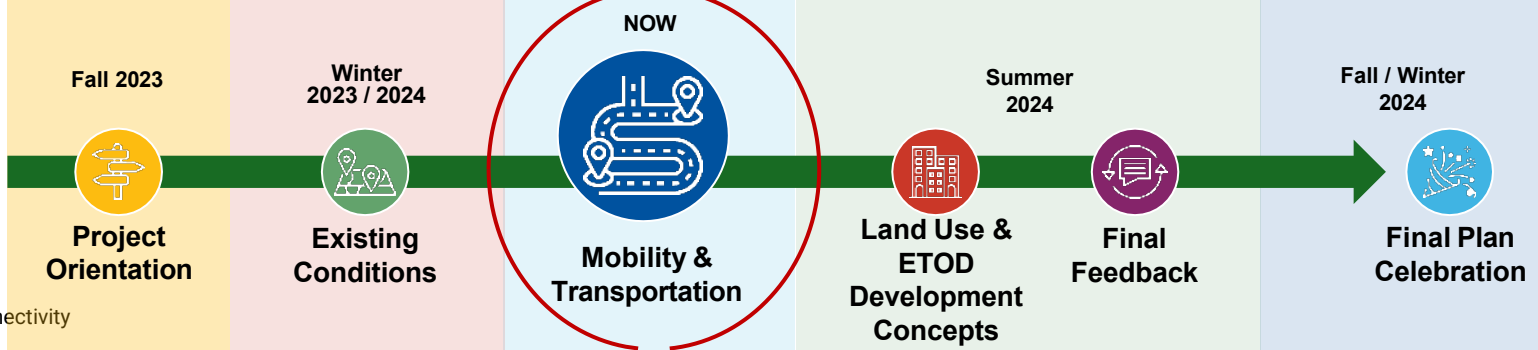 Fall 2023
Project
Orientation
Winter
2023 / 2024
Existing
Conditions
NOW
Mobility &
Transportation
Summer
2024
Land Use &
ETOD
Development
Concepts
Final
Feedback
Fall / Winter
2024
Final Plan
Celebration